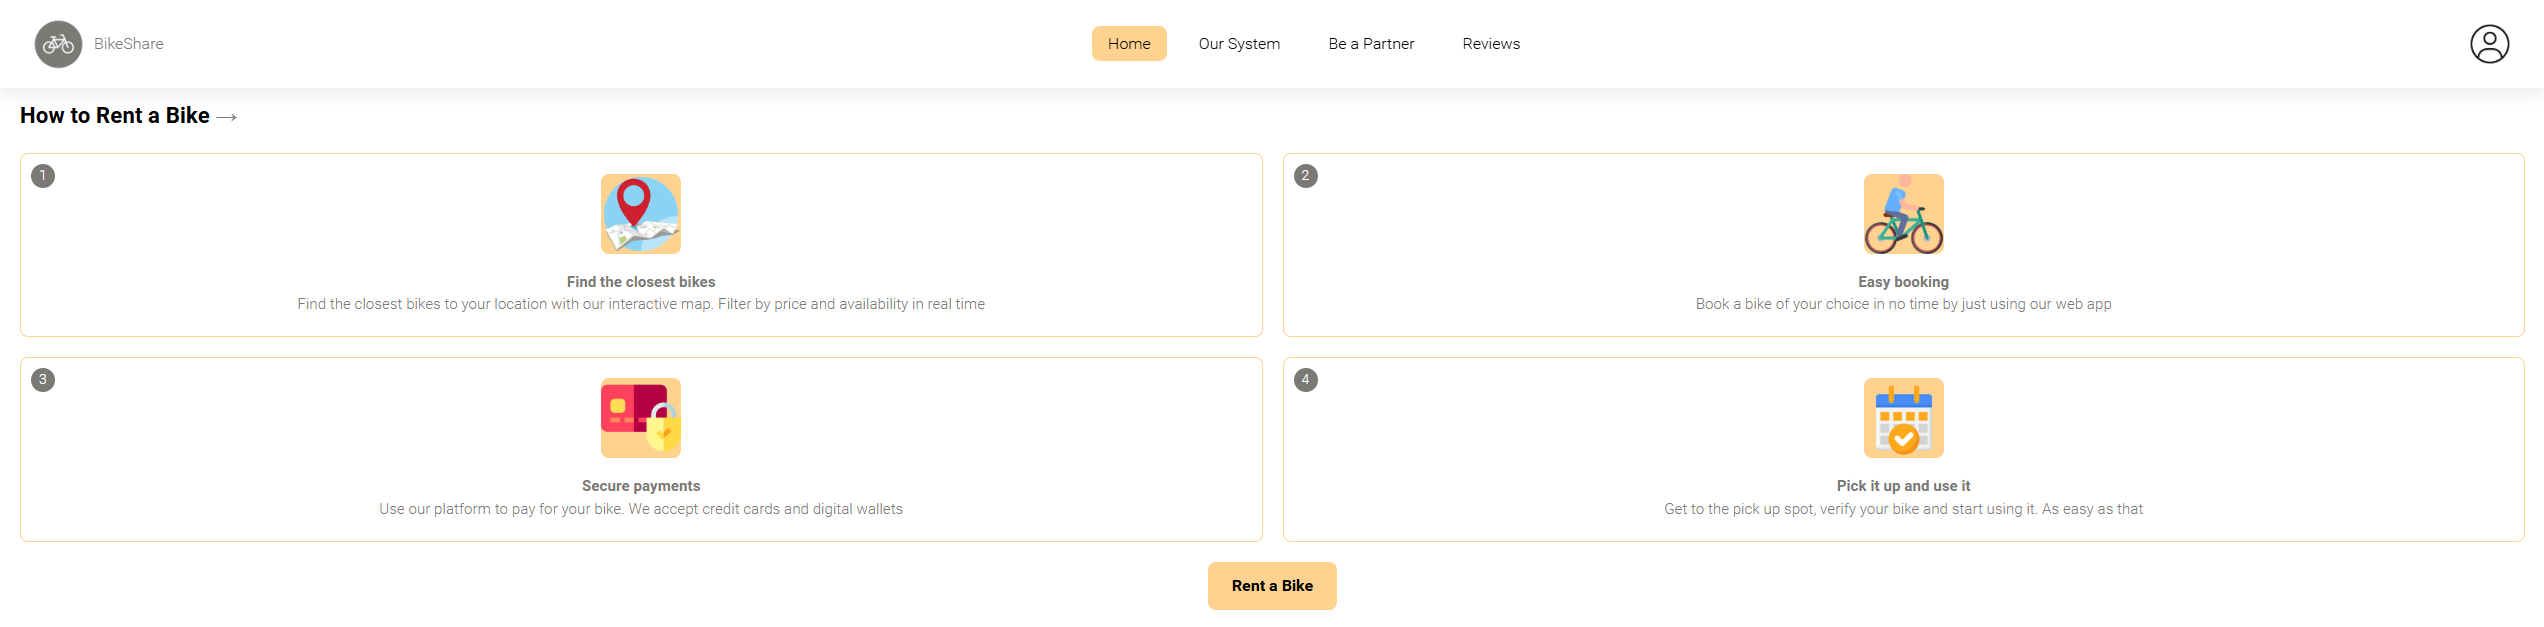 BikeShare
Home
Our System
Be a Partner
Reviews
How to Rent a Bike →
1
Find the closest bikes
Find the closest bikes to your location with our interactive map. Filter by price and availability in real time
2
Easy booking
Book a bike of your choice in no time by just using our web app
3
Secure payments
Use our platform to pay for your bike. We accept credit cards and digital wallets
4
Pick it up and use it
Get to the pick up spot, verify your bike and start using it. As easy as that
Rent a Bike